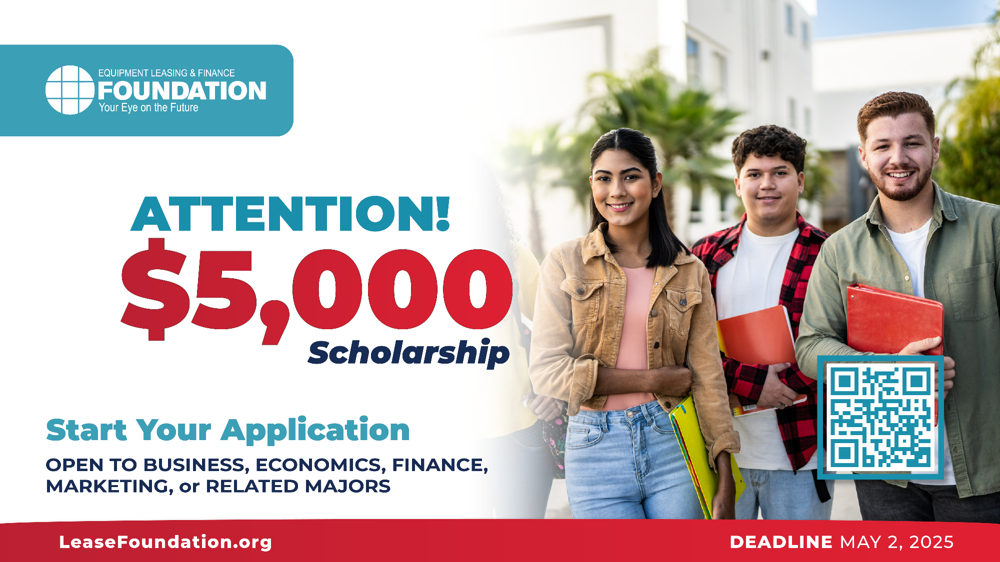 EQUIPMENT LEASING & FINANCE
FOUNDATION
Your Eye on the Future
ATTENTION!
$5,000
Scholarship
Start Your Application
OPEN TO BUSINESS, ECONOMICS, FINANCE,
MARKETING, or RELATED MAJORS
LeaseFoundation.org
DEADLINE MAY 2, 2025